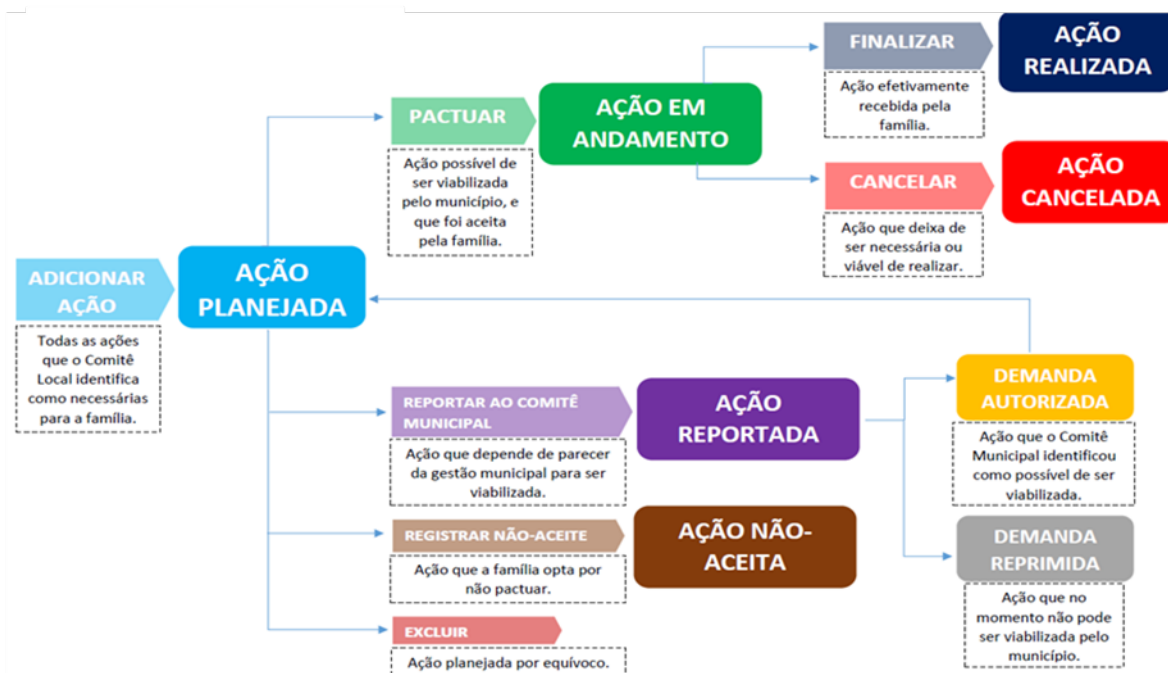 ADICIONAR
AÇÃO
Todas as ações
que o Comitê
Local identifica
como necessárias
para a família.
AÇÃO
PLANEJADA
PACTUAR
Ação possível de
ser viabilizada
pelo município, e
que foi aceita
pela família.
AÇÃO EM
ANDAMENTO
FINALIZAR
Ação efetivamente
recebida pela
família.
AÇÃO
REALIZADA
CANCELAR
Ação que deixa de
ser necessária ou
viável de realizar.
AÇÃO
CANCELADA
REPORTAR AO COMITÊ
MUNICIPAL
Ação que depende de parecer
da gestão municipal para ser
viabilizada.
AÇÃO
REPORTADA
DEMANDA
AUTORIZADA
Ação que o Comitê
Municipal identificou
como possível de ser
viabilizada.
DEMANDA
REPRIMIDA
Ação que no
momento não pode
ser viabilizada pelo
município.
REGISTRAR NÃO-ACEITE
Ação que a família opta por
não pactuar.
AÇÃO NÃO-
ACEITA
EXCLUIR
Ação planejada por equívoco.